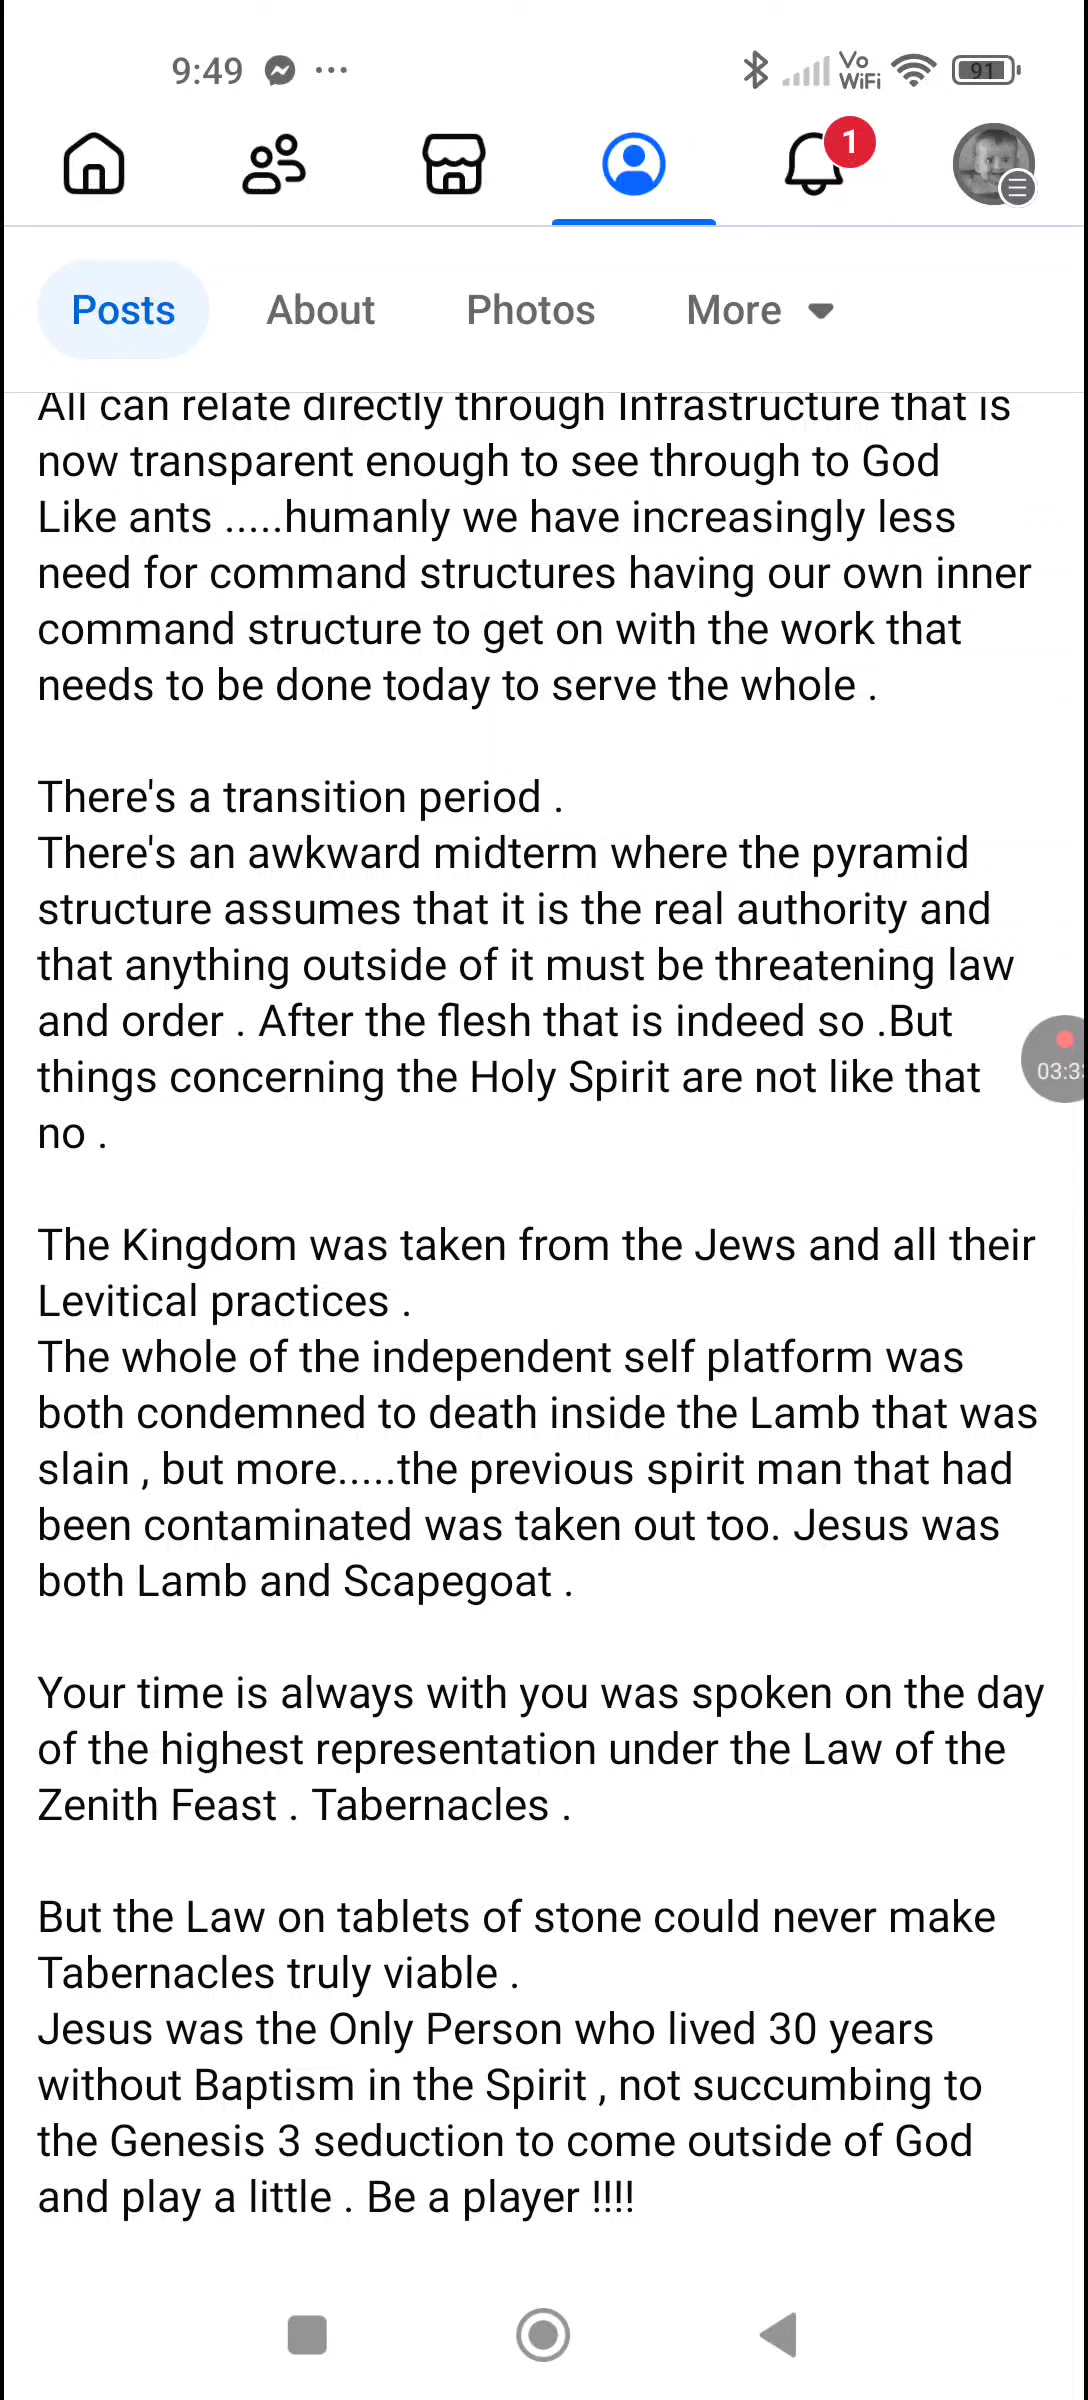 9:49 ...
Vo
WiFi
91
1
Posts About Photos More
All can relate directly through Infrastructure that is
now transparent enough to see through to God
Like ants .....humanly we have increasingly less
need for command structures having our own inner
command structure to get on with the work that
needs to be done today to serve the whole .
There's a transition period .
There's an awkward midterm where the pyramid
structure assumes that it is the real authority and
that anything outside of it must be threatening law
and order . After the flesh that is indeed so .But
things concerning the Holy Spirit are not like that
no .
03:3
The Kingdom was taken from the Jews and all their
Levitical practices .
The whole of the independent self platform was
both condemned to death inside the Lamb that was
slain , but more.....the previous spirit man that had
been contaminated was taken out too. Jesus was
both Lamb and Scapegoat .
Your time is always with you was spoken on the day
of the highest representation under the Law of the
Zenith Feast . Tabernacles .
But the Law on tablets of stone could never make
Tabernacles truly viable .
Jesus was the Only Person who lived 30 years
without Baptism in the Spirit , not succumbing to
the Genesis 3 seduction to come outside of God
and play a little . Be a player !!!!